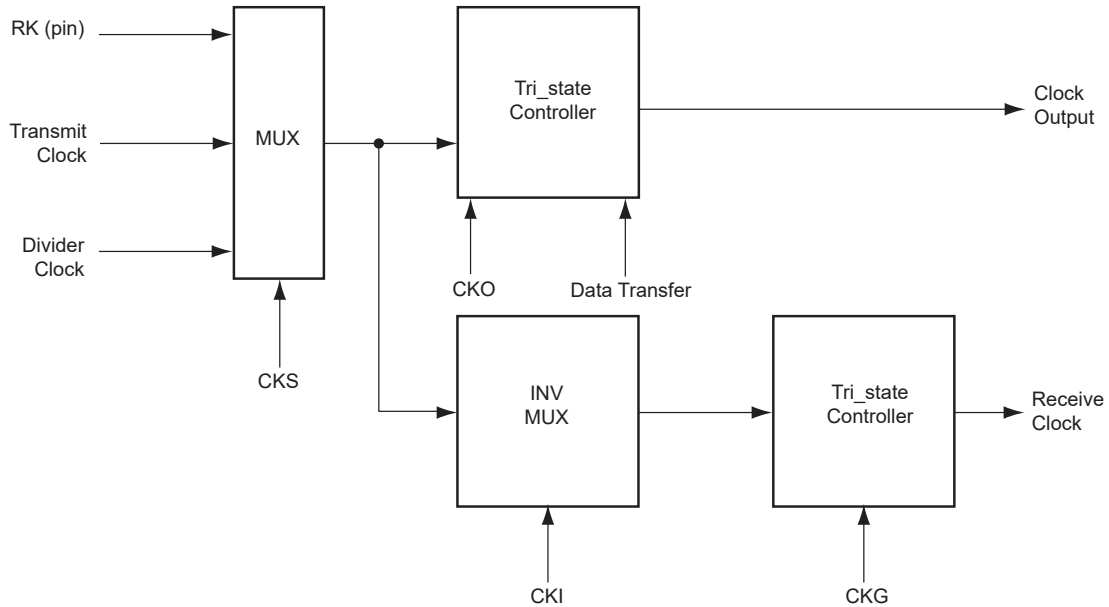 RK (pin)
Transmit
Clock
Divider
Clock
MUX
CKS
Tri_state
Controller
CKO
Data Transfer
Clock
Output
INV
MUX
CKI
Tri_state
Controller
CKG
Receive
Clock